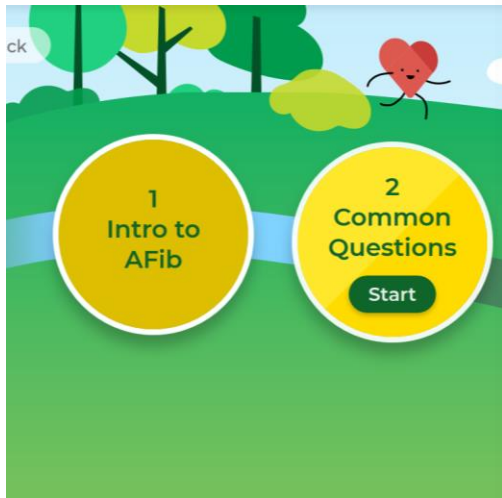 ck
1
Intro to
AFib
2
Common
Questions
Start